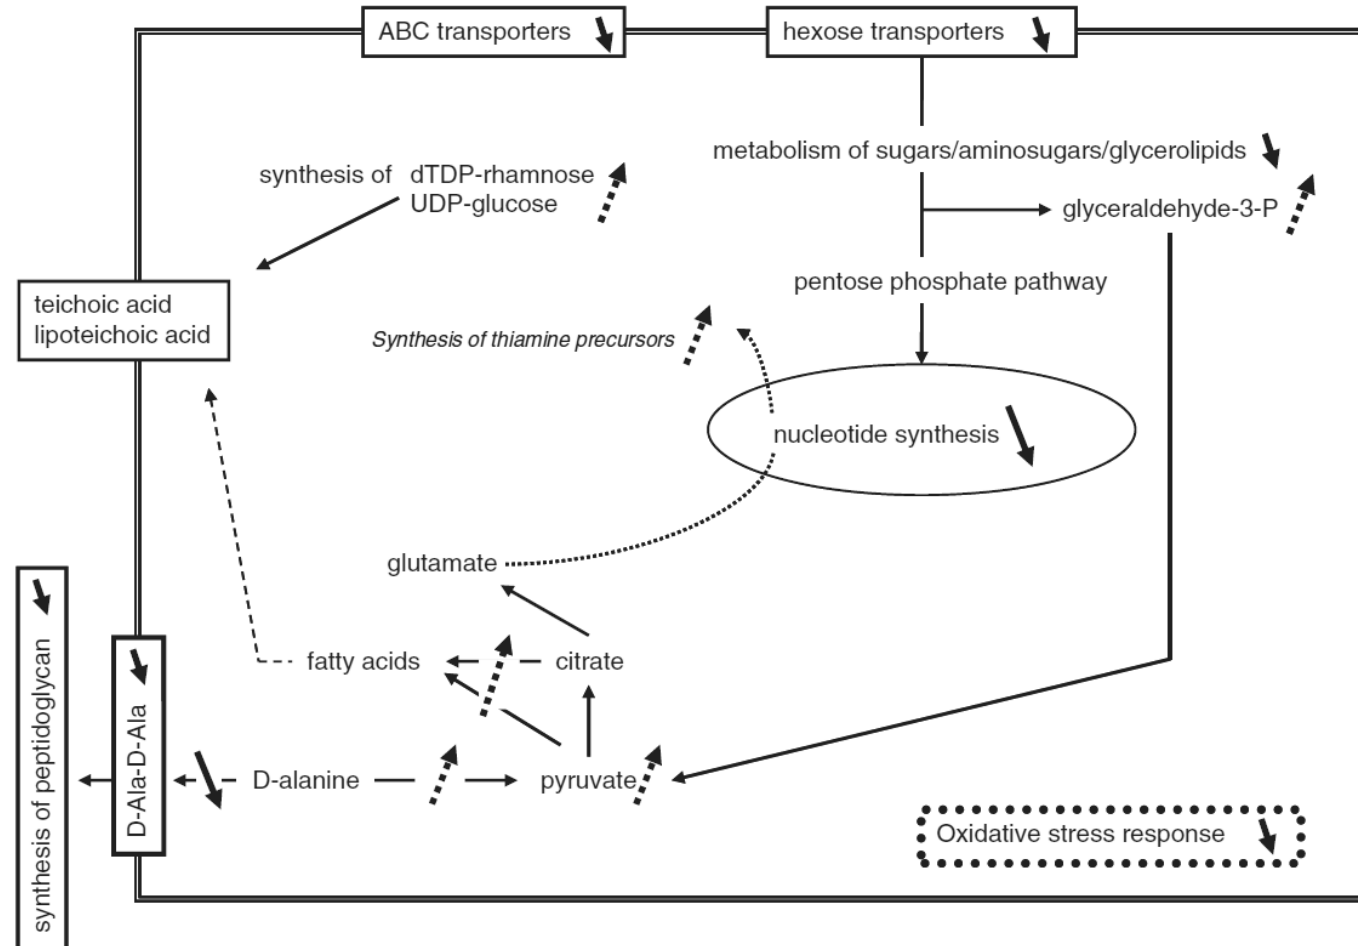 ABC transporters
hexose transporters
metabolism of sugars/aminosugars/glycerolipids
synthesis of dTDP-rhamnose
UDP-glucose
glyceraldehyde-3-P
pentose phosphate pathway
teichoic acid
lipoteichoic acid
Synthesis of thiamine precursors
nucleotide synthesis
glutamate
fatty acids
citrate
synthesis of peptidoglycan
D-Ala-D-Ala
D-alanine
pyruvate
Oxidative stress response